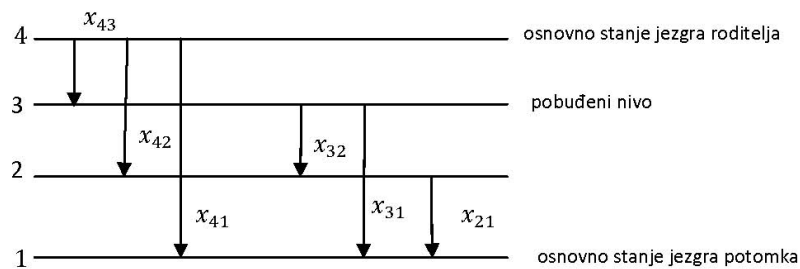 x₄₃
4 osnovno stanje jezgra roditelja
3 pobuđeni nivo
x₄₂ x₃₂
2
x₄₁ x₃₁ x₂₁
1 osnovno stanje jezgra potomka